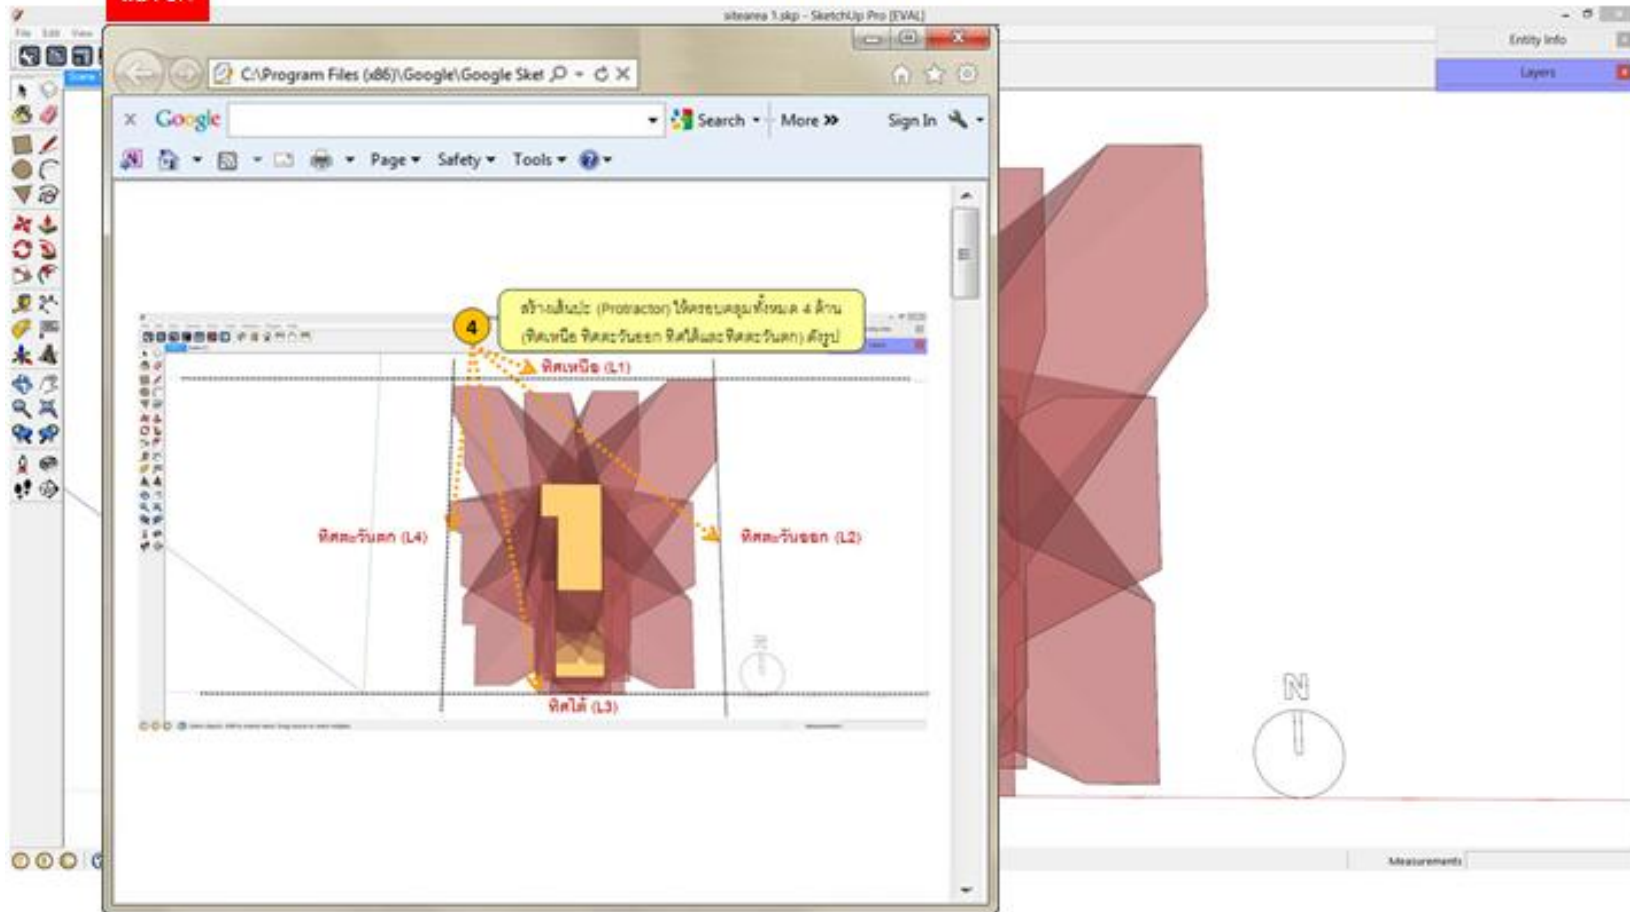 sitearea 1.skp - SketchUp Pro [EVAL]
File Edit View
Entity Info
Layers
C:\Program Files (x86)\Google\Google Sket
x Google
Search
More »
Sign In
Page
Safety
Tools
4
สร้างเส้นปะ (Protractor) ให้ครอบคลุมทั้งหมด 4 ด้าน
(ทิศเหนือ ทิศตะวันออก ทิศใต้และทิศตะวันตก) ดังรูป
ทิศเหนือ (L1)
ทิศตะวันตก (L4)
ทิศตะวันออก (L2)
ทิศใต้ (L3)
N
Measurements